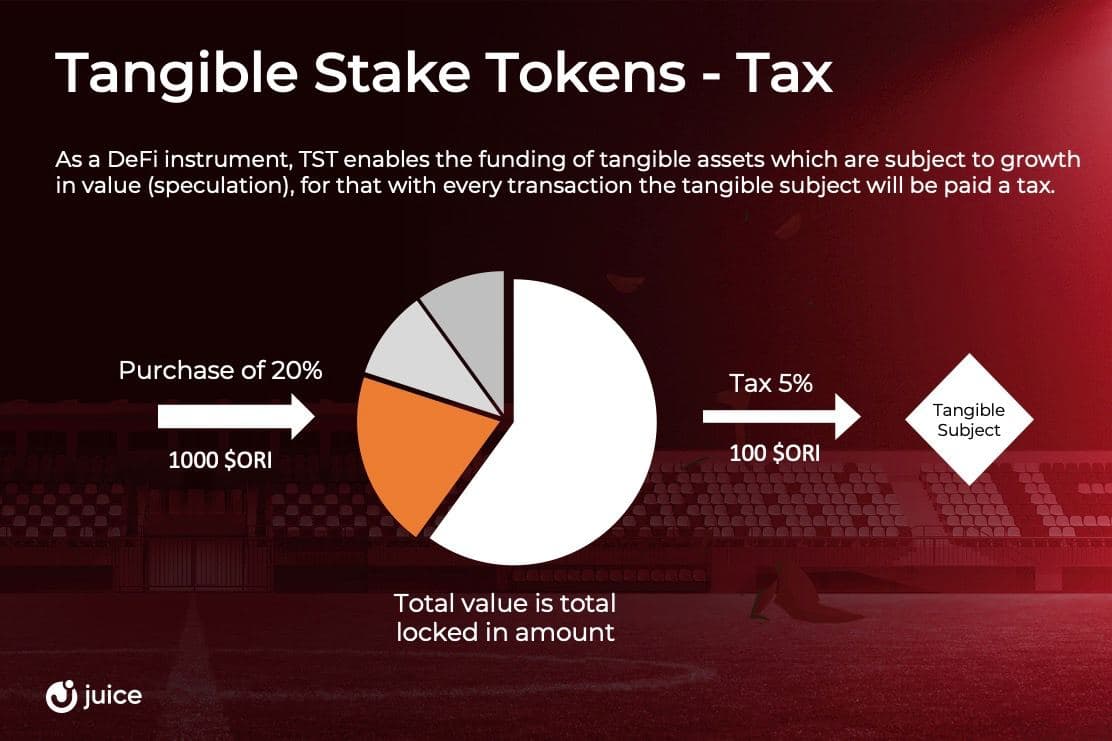 Tangible Stake Tokens - Tax
As a DeFi instrument, TST enables the funding of tangible assets which are subject to growth
in value (speculation), for that with every transaction the tangible subject will be paid a tax.
Purchase of 20%
1000 $ORI
Tax 5%
100 $ORI
Tangible
Subject
Total value is total
locked in amount
juice